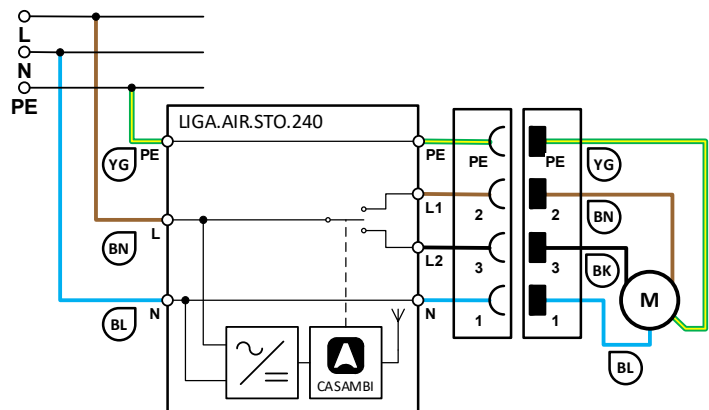 L
N
PE
LIGA.AIR.STO.240
YG
PE
PE
PE
PE
YG
L1
2
2
BN
BN
L
L2
3
3
BK
M
BL
N
N
1
1
BL
CASAMBI